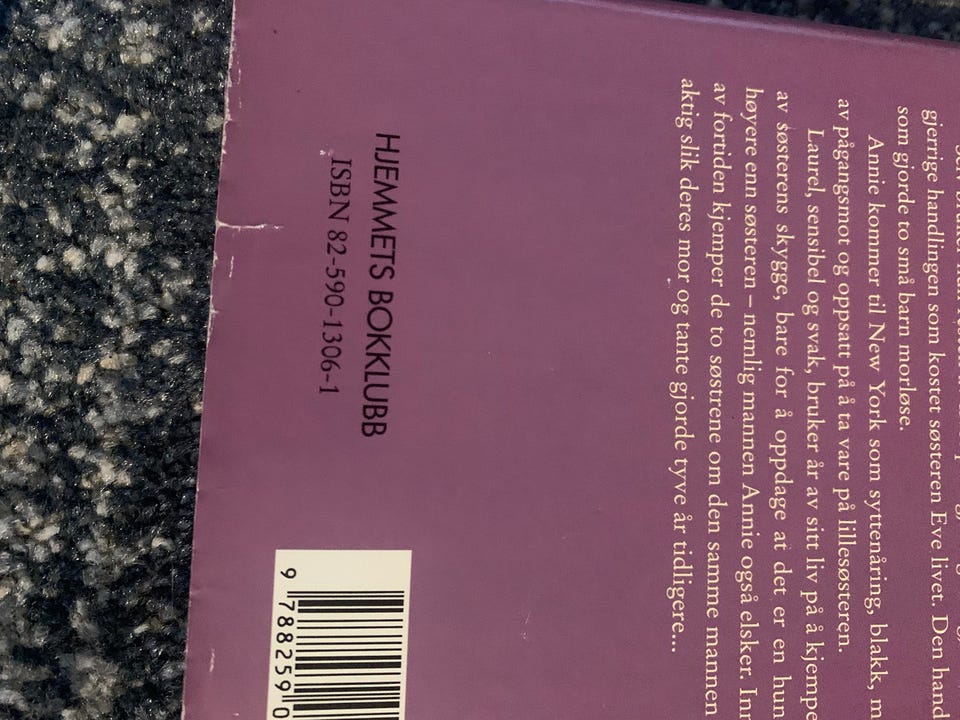 gjerrige handlingen som kostet søsteren Eve livet. Den hand
som gjorde to små barn morløse.
Annie kommer til New York som syttenåring, blakk, m
av pågangsmot og oppsatt på å ta vare på lillesøsteren.
Laurel, sensibel og svak, bruker år av sitt liv på å kjempe
av søsterens skygge, bare for å oppdage at det er en hun
høyere enn søsteren – nemlig mannen Annie også elsker. Inn
av fortiden kjemper de to søstrene om den samme mannen
aktig slik deres mor og tante gjorde tyve år tidligere...
HJEMMETS BOKKLUBB
ISBN 82-590-1306-1
9 788259 0